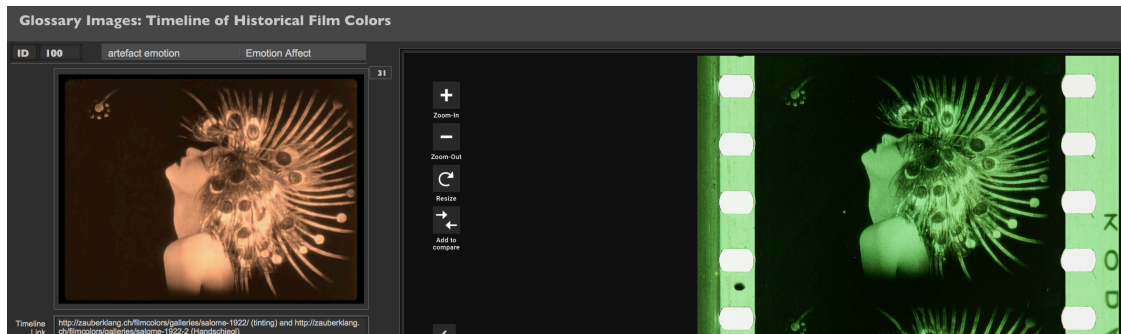 Glossary Images: Timeline of Historical Film Colors
ID 100 artefact emotion Emotion Affect
31
Zoom-In
Zoom-Out
Resize
Add to
compare
KOD
Timeline
Link
http://zauberklang.ch/filmcolors/galleries/salome-1922/ (tinting) and http://zauberklang.
ch/filmcolors/galleries/salome-1922-2 (Handschiegl)